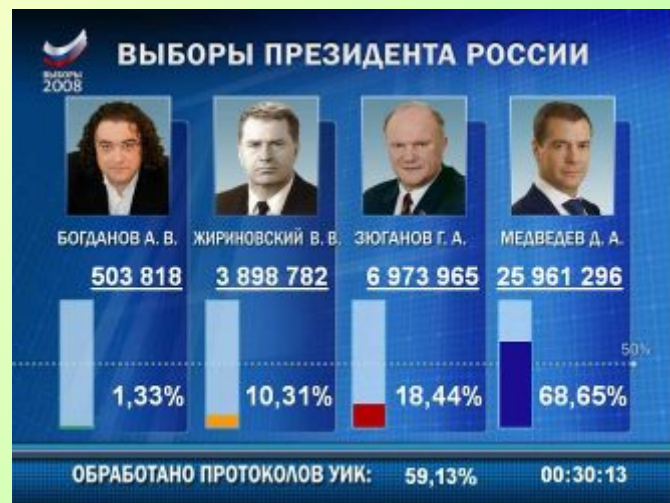 ВЫБОРЫ ПРЕЗИДЕНТА РОССИИ
ВЫБОРЫ
2008
БОГДАНОВ А. В. ЖИРИНОВСКИЙ В. В. ЗЮГАНОВ Г. А. МЕДВЕДЕВ Д. А.
503 818 3 898 782 6 973 965 25 961 296
50%
1,33% 10,31% 18,44% 68,65%
ОБРАБОТАНО ПРОТОКОЛОВ УИК: 59,13% 00:30:13